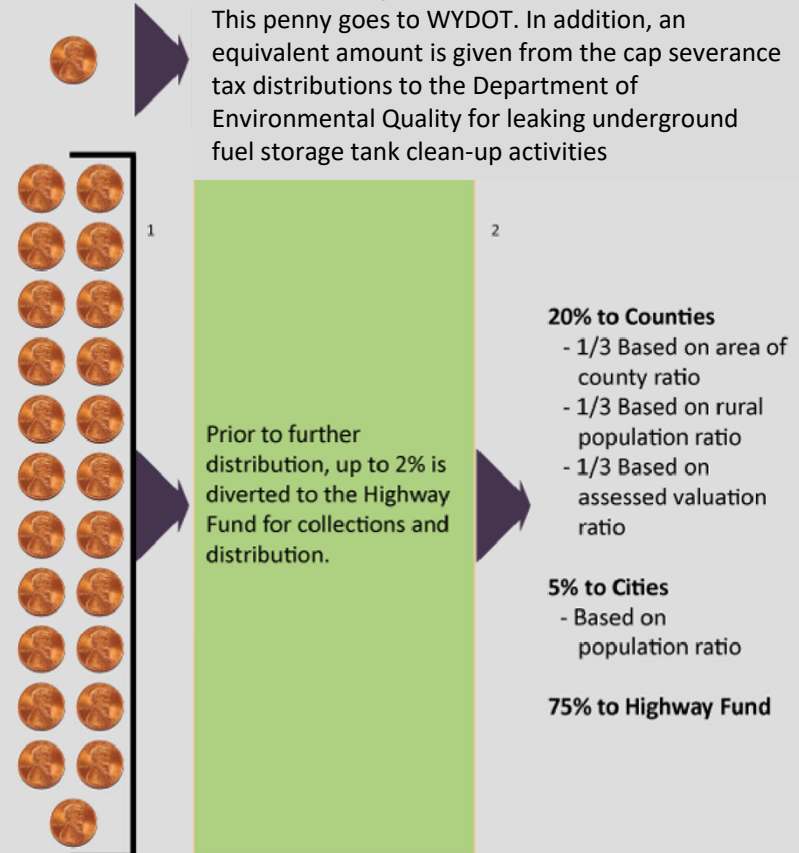 This penny goes to WYDOT. In addition, an
equivalent amount is given from the cap severance
tax distributions to the Department of
Environmental Quality for leaking underground
fuel storage tank clean-up activities
1
Prior to further
distribution, up to 2% is
diverted to the Highway
Fund for collections and
distribution.
2
20% to Counties
- 1/3 Based on area of
county ratio
- 1/3 Based on rural
population ratio
- 1/3 Based on
assessed valuation
ratio
5% to Cities
- Based on
population ratio
75% to Highway Fund